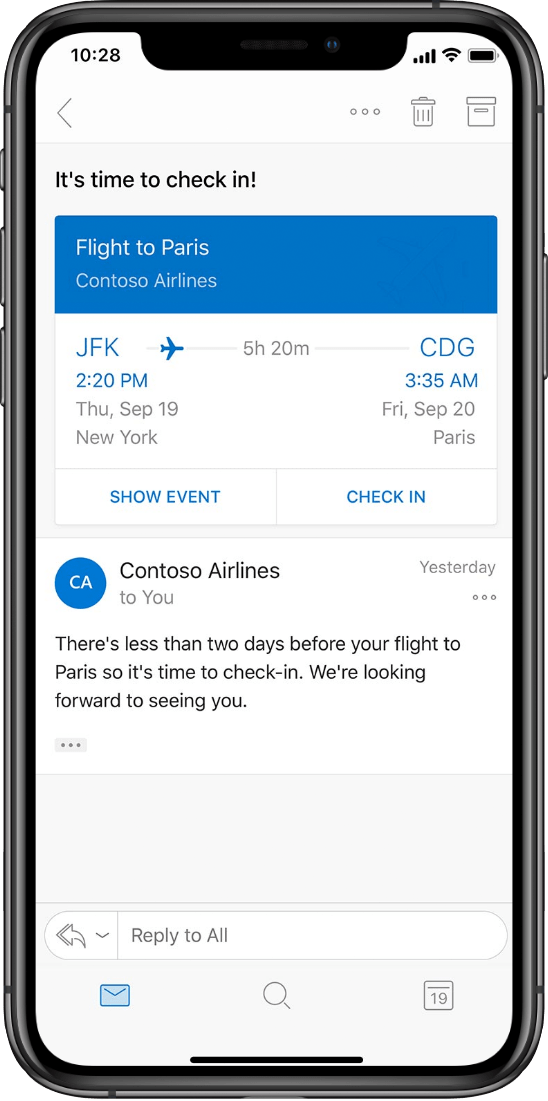 10:28
It's time to check in!
Flight to Paris
Contoso Airlines
JFK 5h 20m CDG
2:20 PM 3:35 AM
Thu, Sep 19 Fri, Sep 20
New York Paris
SHOW EVENT CHECK IN
CA Contoso Airlines Yesterday
to You
There's less than two days before your flight to
Paris so it's time to check-in. We're looking
forward to seeing you.
Reply to All
19